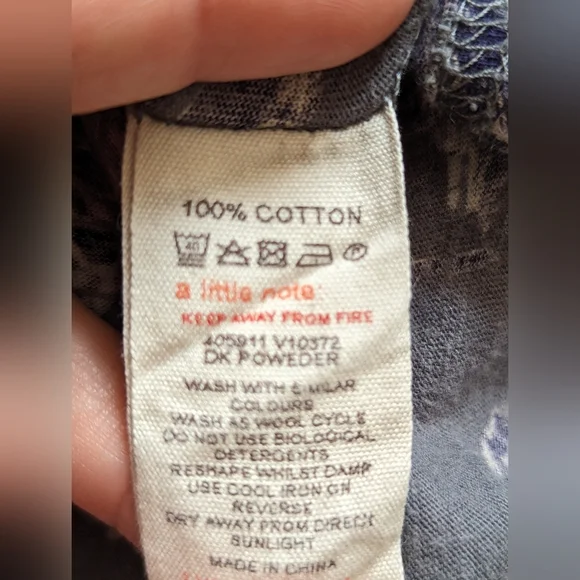 100% COTTON
40
P
a little note:
KEEP AWAY FROM FIRE
405911 V10372
DK POWEDER
WASH WITH SIMILAR
COLOURS
WASH AS WOOL CYCLE
DO NOT USE BIOLOGICAL
DETERGENTS
RESHAPE WHILST DAMP
USE COOL IRON ON
REVERSE
DRY AWAY FROM DIRECT
SUNLIGHT
MADE IN CHINA